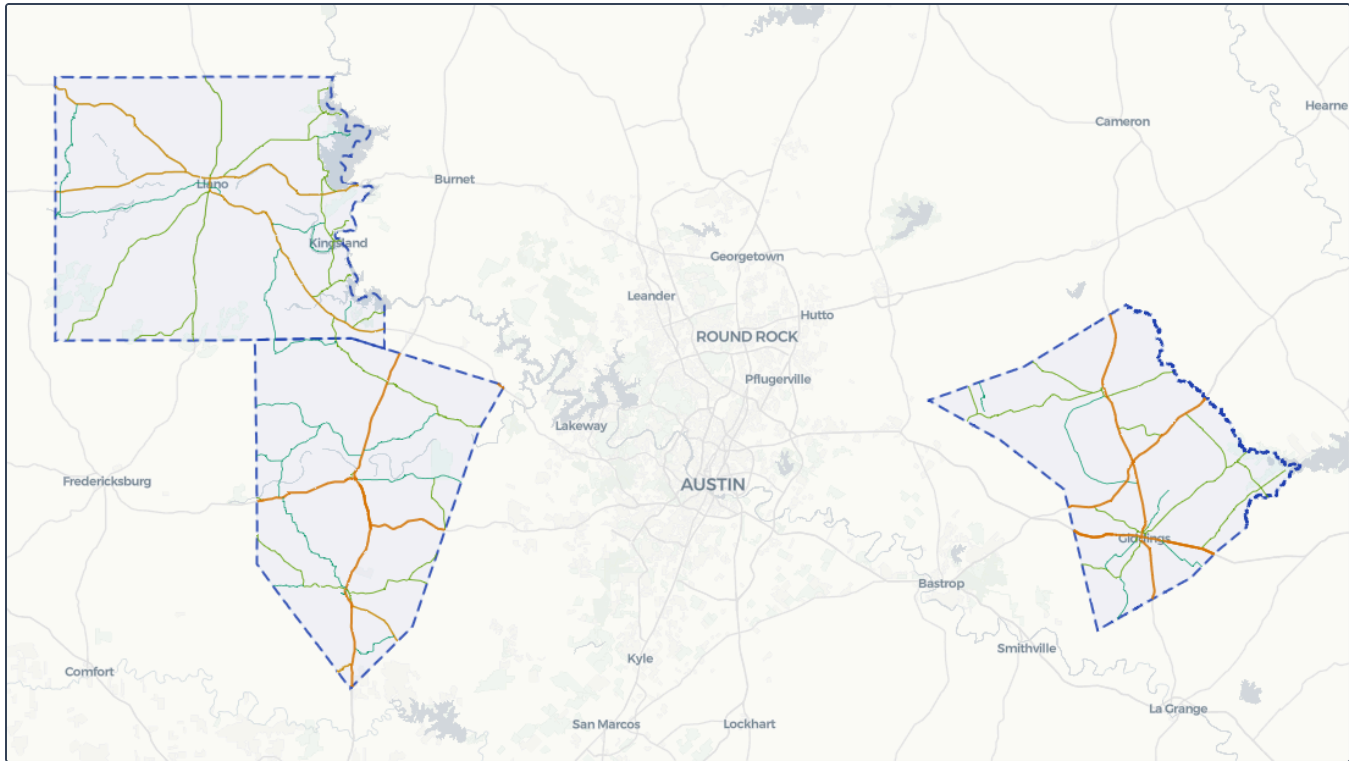 Hearne
Cameron
Burnet
Llano
Kingsland
Georgetown
Leander
Hutto
ROUND ROCK
Pflugerville
Lakeway
Fredericksburg
AUSTIN
Giddings
Bastrop
Smithville
Kyle
Comfort
La Grange
San Marcos
Lockhart